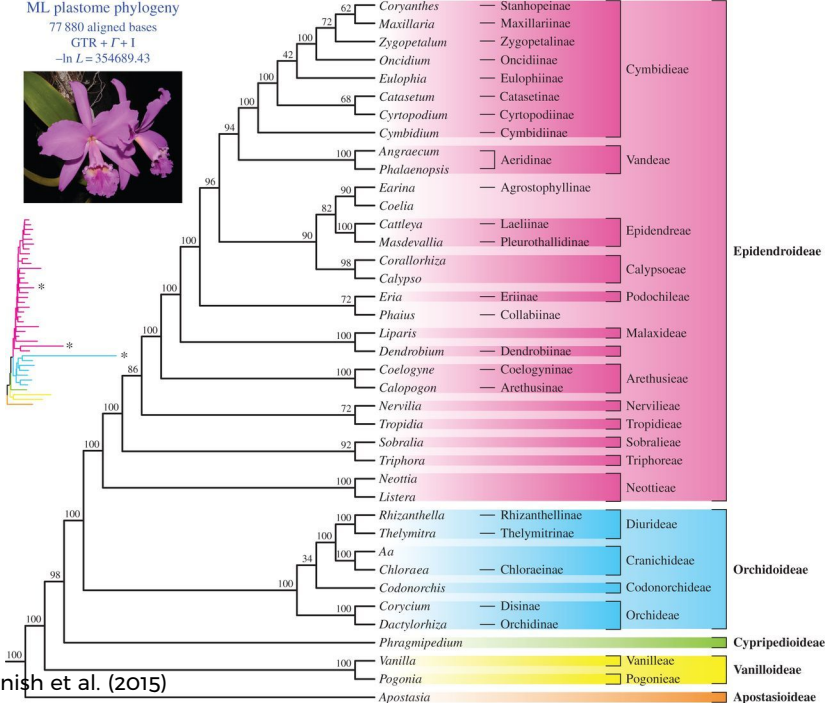 ML plastome phylogeny
77 880 aligned bases
GTR + Γ + I
–ln L = 354689.43
62 Coryanthes — Stanhopeinae
72 Maxillaria — Maxillariinae
100 Zygopetalum — Zygopetalinae
42 Oncidium — Oncidiinae
100 Eulophia — Eulophiinae
Cymbidieae
100 68 Catasetum — Catasetinae
Cyrtopodium — Cyrtopodiinae
94 Cymbidium — Cymbidiinae
100 Angraecum
Phalaenopsis
Aeridinae
Vandeae
96 90 Earina — Agrostophyllinae
82 Coelia
100 Cattleya — Laeliinae
90 Masdevallia — Pleurothallidinae
Epidendreae
100 98 Corallorhiza
Calypso
Calypsoeae
Epidendroideae
100 72 Eria — Eriinae Podochileae
Phaius — Collabiinae
100 100 Liparis Malaxideae
Dendrobium — Dendrobiinae
86 100 Coelogyne — Coelogyninae
Calopogon — Arethusinae
Arethusieae
100 72 Nervilia Nervilieae
Tropidia Tropidieae
100 92 Sobralia Sobralieae
Triphora Triphoreae
100 Neottia
Listera
Neottieae
* * *
100 100 Rhizanthella — Rhizanthellinae
100 Thelymitra — Thelymitrinae
Diurideae
34 100 Aa
Chloraea — Chloraeinae
Cranichideae
98 100 Codonorchis Codonorchideae
Orchidoideae
100 Corycium — Disinae
Dactylorhiza — Orchidinae
Orchideae
100 Phragmipedium Cypripedioideae
100 100 Vanilla Vanilleae
Pogonia Pogonieae
Vanilloideae
nish et al. (2015)
Apostasia Apostasioideae